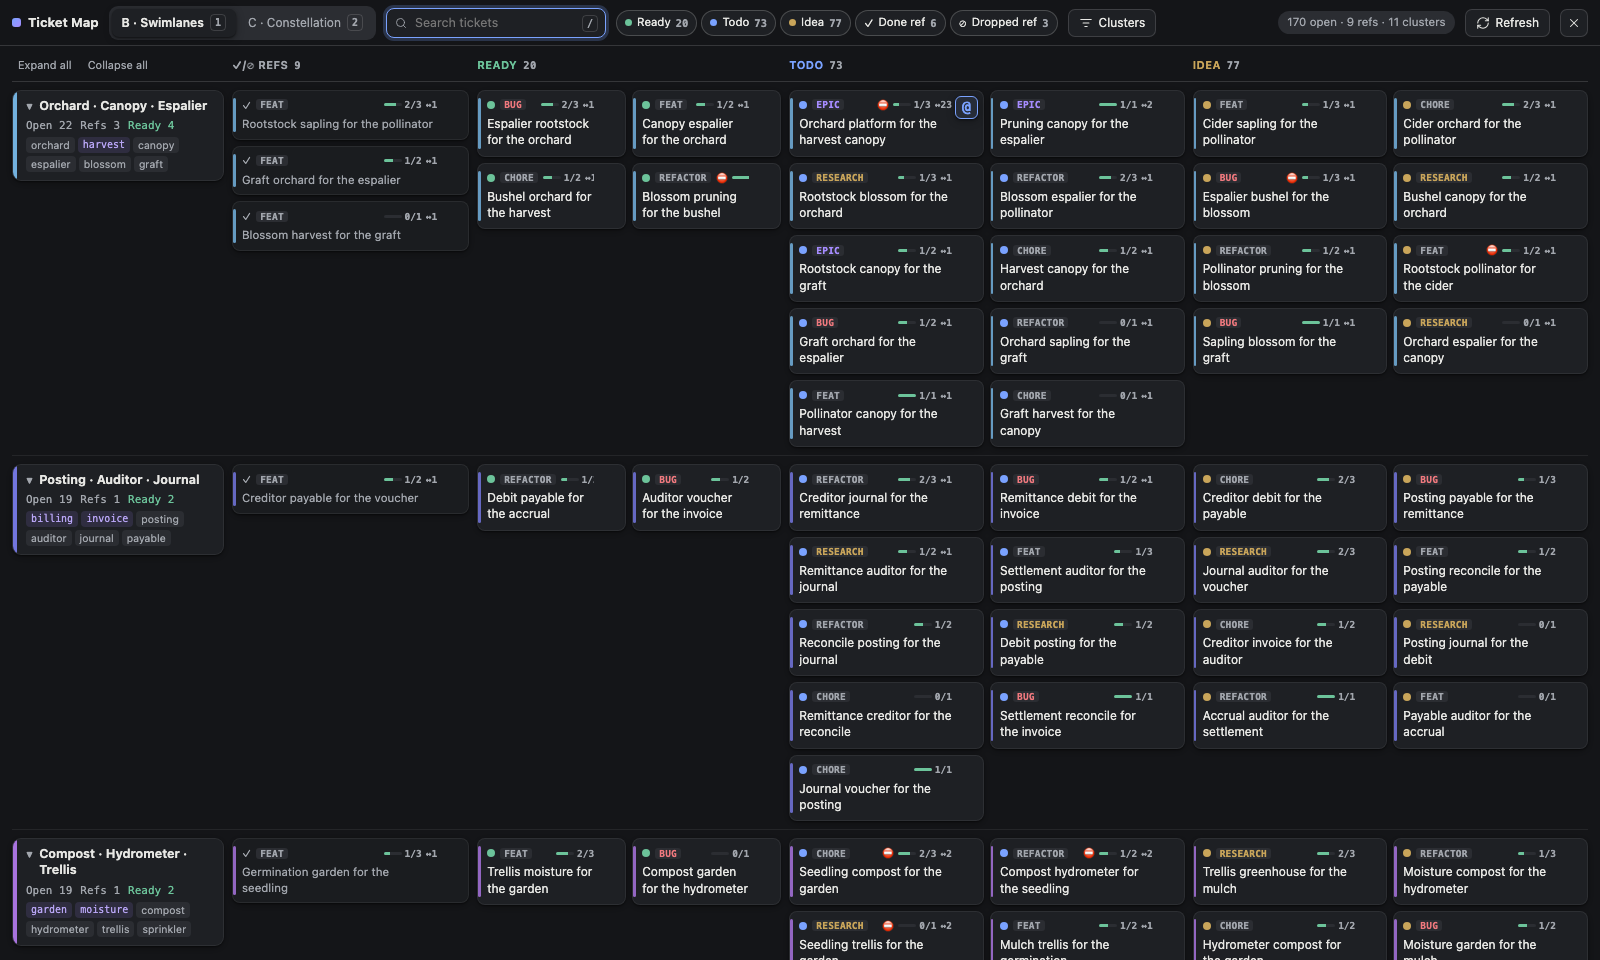 Ticket Map
B · Swimlanes 1
C · Constellation 2
Search tickets /
Ready 20
Todo 73
Idea 77
✓ Done ref 6
⊘ Dropped ref 3
Clusters
170 open · 9 refs · 11 clusters
Refresh
×
Expand all
Collapse all
✓/⊘ REFS 9
READY 20
TODO 73
IDEA 77
▾ Orchard · Canopy · Espalier
Open 22 Refs 3 Ready 4
orchard harvest canopy
espalier blossom graft
✓ FEAT 2/3 ↔1
Rootstock sapling for the pollinator
✓ FEAT 1/2 ↔1
Graft orchard for the espalier
✓ FEAT 0/1 ↔1
Blossom harvest for the graft
BUG 2/3 ↔1
Espalier rootstock
for the orchard
FEAT 1/2 ↔1
Canopy espalier
for the orchard
CHORE 1/2 ↔1
Bushel orchard for
the harvest
REFACTOR
Blossom pruning
for the bushel
EPIC 1/3 ↔23
@
Orchard platform for the
harvest canopy
EPIC 1/1 ↔2
Pruning canopy for the
espalier
RESEARCH 1/3 ↔1
Rootstock blossom for the
orchard
REFACTOR 2/3 ↔1
Blossom espalier for the
pollinator
EPIC 1/2 ↔1
Rootstock canopy for the
graft
CHORE 1/2 ↔1
Harvest canopy for the
orchard
BUG 1/2 ↔1
Graft orchard for the
espalier
REFACTOR 0/1 ↔1
Orchard sapling for the
graft
FEAT 1/1 ↔1
Pollinator canopy for the
harvest
CHORE 0/1 ↔1
Graft harvest for the
canopy
FEAT 1/3 ↔1
Cider sapling for the
pollinator
CHORE 2/3 ↔1
Cider orchard for the
pollinator
BUG 1/3 ↔1
Espalier bushel for the
blossom
RESEARCH 1/2 ↔1
Bushel canopy for the
orchard
REFACTOR 1/2 ↔1
Pollinator pruning for the
blossom
FEAT 1/2 ↔1
Rootstock pollinator for
the cider
BUG 1/1 ↔1
Sapling blossom for the
graft
RESEARCH 0/1 ↔1
Orchard espalier for the
canopy
▾ Posting · Auditor · Journal
Open 19 Refs 1 Ready 2
billing invoice posting
auditor journal payable
✓ FEAT 1/2 ↔1
Creditor payable for the voucher
REFACTOR 1/
Debit payable for
the accrual
BUG 1/2
Auditor voucher
for the invoice
REFACTOR 2/3 ↔1
Creditor journal for the
remittance
BUG 1/2 ↔1
Remittance debit for the
invoice
RESEARCH 1/2 ↔1
Remittance auditor for the
journal
FEAT 1/3
Settlement auditor for the
posting
REFACTOR 1/2
Reconcile posting for the
journal
RESEARCH 1/2
Debit posting for the
payable
CHORE 0/1
Remittance creditor for the
reconcile
BUG 1/1
Settlement reconcile for
the invoice
CHORE 1/1
Journal voucher for the
posting
CHORE 2/3
Creditor debit for the
payable
BUG 1/3
Posting payable for the
remittance
RESEARCH 2/3
Journal auditor for the
voucher
FEAT 1/2
Posting reconcile for the
payable
CHORE 1/2
Creditor invoice for the
auditor
RESEARCH 0/1
Posting journal for the
debit
REFACTOR 1/1
Accrual auditor for the
settlement
FEAT 0/1
Payable auditor for the
accrual
▾ Compost · Hydrometer ·
Trellis
Open 19 Refs 1 Ready 2
garden moisture compost
hydrometer trellis sprinkler
✓ FEAT 1/3 ↔1
Germination garden for the
seedling
FEAT 2/3
Trellis moisture for
the garden
BUG 0/1
Compost garden
for the hydrometer
CHORE 2/3 ↔2
Seedling compost for the
garden
REFACTOR 1/2 ↔2
Compost hydrometer for
the seedling
RESEARCH 0/1 ↔2
Seedling trellis for the
garden
FEAT 1/2 ↔1
Mulch trellis for the
germination
RESEARCH 2/3
Trellis greenhouse for the
mulch
REFACTOR 1/3
Moisture compost for the
hydrometer
CHORE 1/2
Hydrometer compost for
the garden
BUG 1/2
Moisture garden for the
mulch